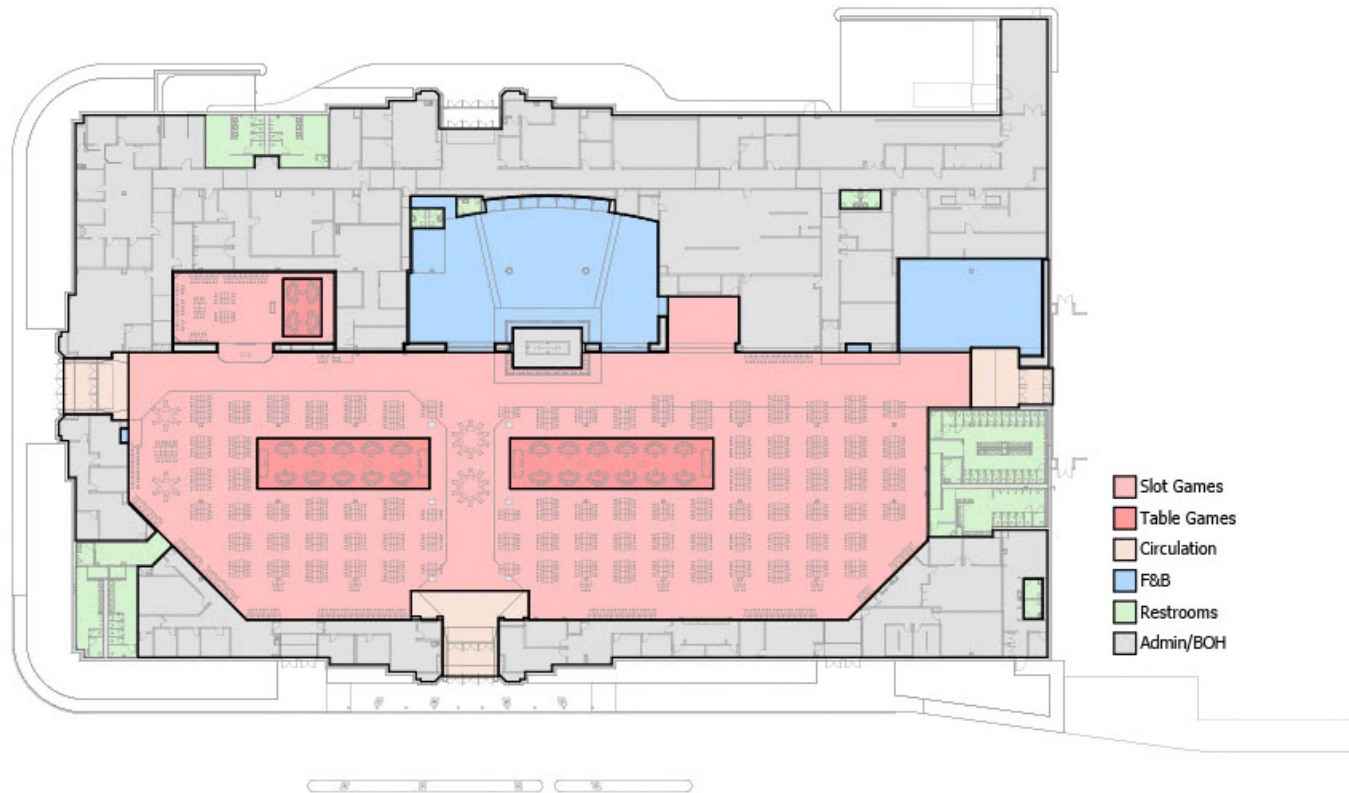 Slot Games
Table Games
Circulation
F&B
Restrooms
Admin/BOH